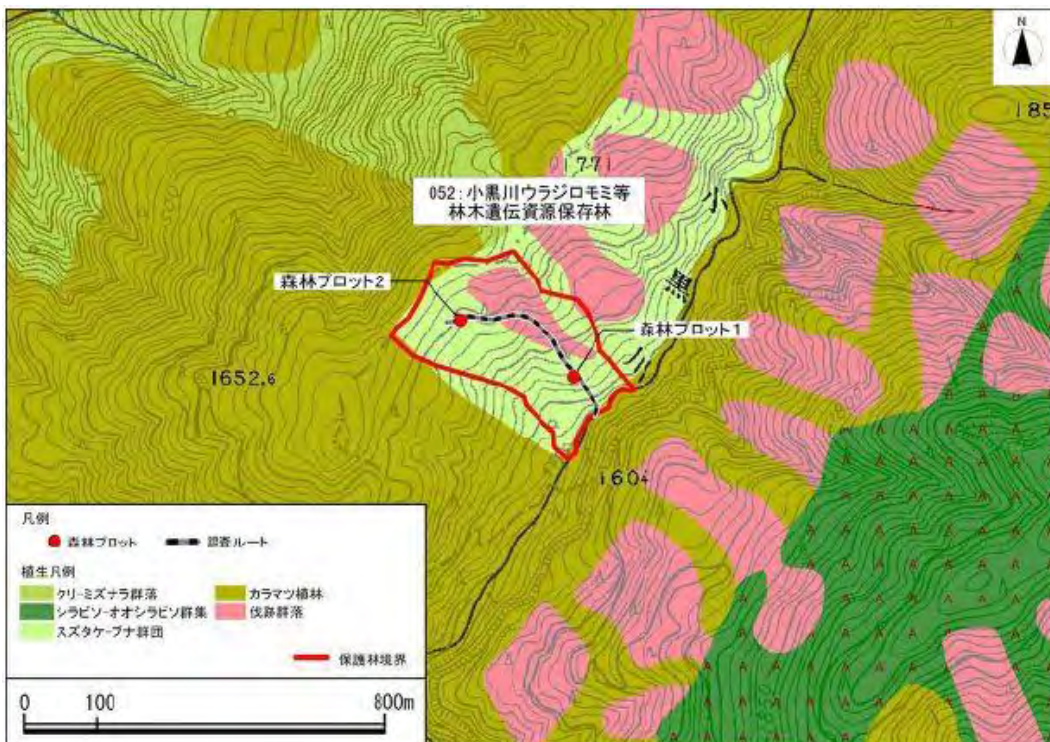 N
185
1771
052:小黒川ウラジロモミ等
林木遺伝資源保存林
小
黒
川
森林プロット2
森林プロット1
1652.6
1604
凡例
森林プロット
調査ルート
植生凡例
クリ-ミズナラ群落
カラマツ植林
シラビソ-オオシラビソ群集
伐跡群落
スズタケ-ブナ群団
保護林境界
0
100
800m